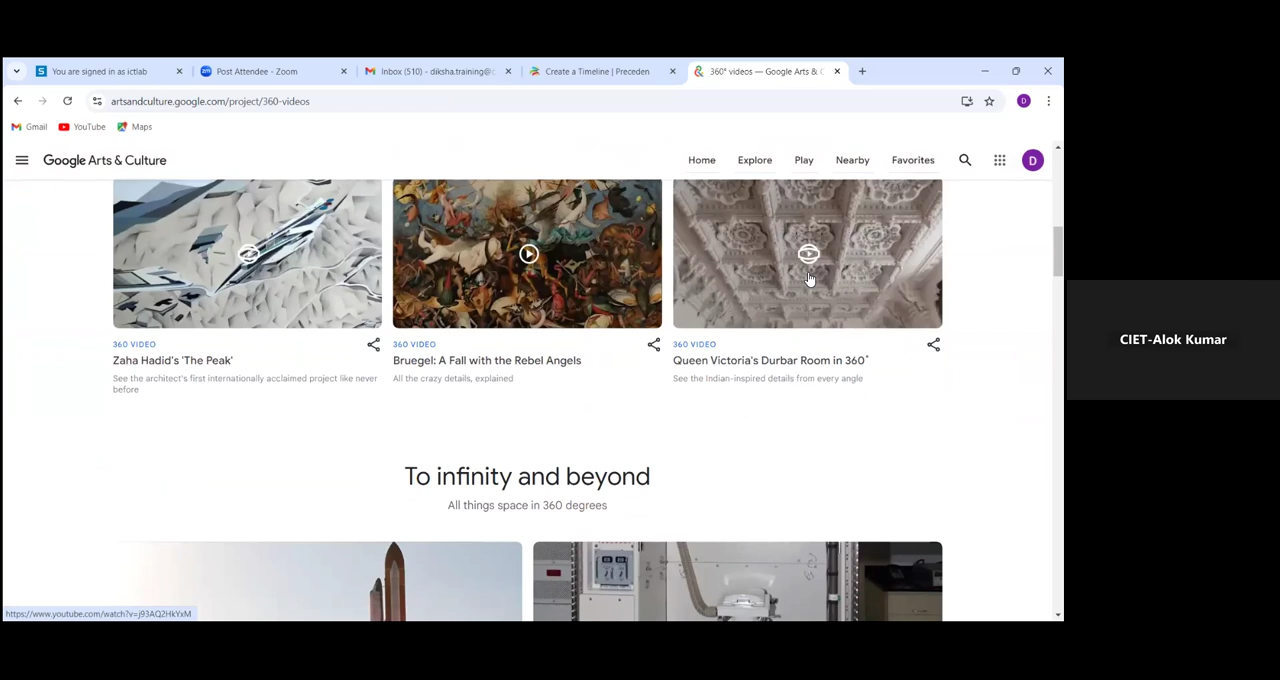 You are signed in as ictlab
Post Attendee - Zoom
Inbox (510) - diksha.training@c
Create a Timeline | Preceden
360° videos — Google Arts & C
artsandculture.google.com/project/360-videos
D
Gmail
YouTube
Maps
Google Arts & Culture
Home
Explore
Play
Nearby
Favorites
D
360 VIDEO
Zaha Hadid's 'The Peak'
See the architect's first internationally acclaimed project like never
before
360 VIDEO
Bruegel: A Fall with the Rebel Angels
All the crazy details, explained
360 VIDEO
Queen Victoria's Durbar Room in 360°
See the Indian-inspired details from every angle
CIET-Alok Kumar
To infinity and beyond
All things space in 360 degrees
https://www.youtube.com/watch?v=j93AQ2HkYxM